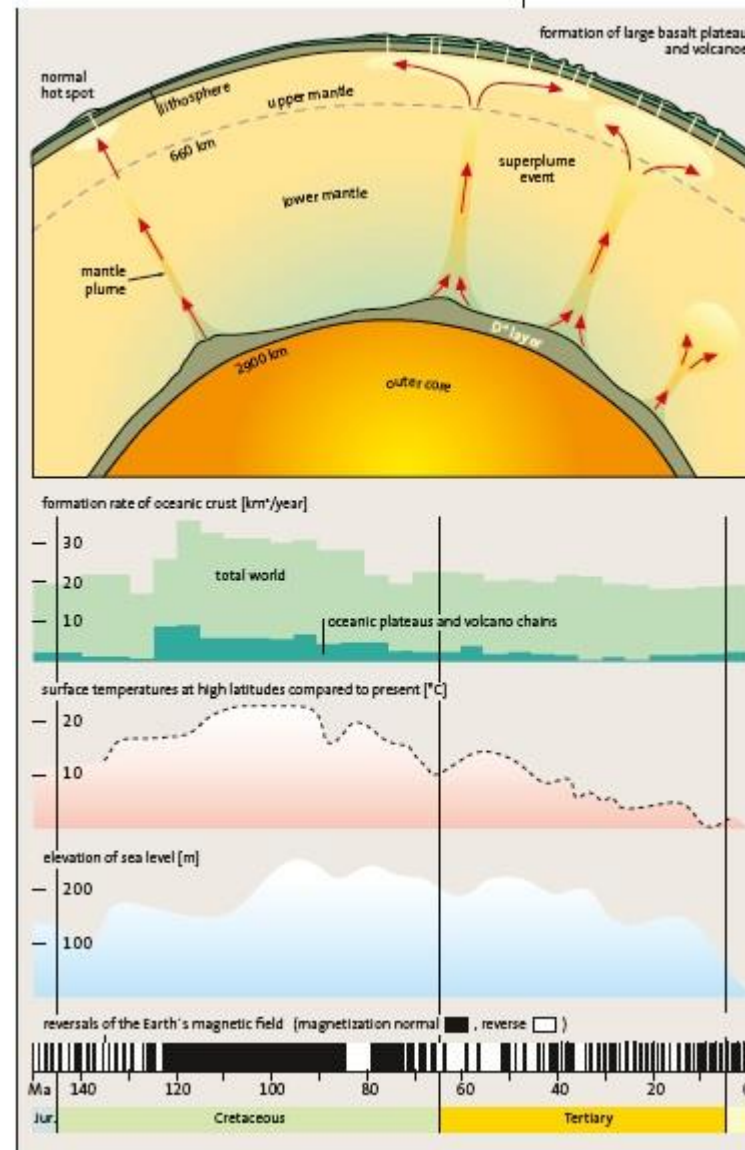 formation of large basalt plateau
and volcanoe
normal
hot spot
lithosphere
upper mantle
660 km
superplume
event
lower mantle
mantle
plume
D" layer
2900 km
outer core
formation rate of oceanic crust [km³/year]
30
total world
20
10
oceanic plateaus and volcano chains
surface temperatures at high latitudes compared to present [°C]
20
10
elevation of sea level [m]
200
100
reversals of the Earth´s magnetic field (magnetization normal , reverse )
Ma 140 120 100 80 60 40 20
Jur. Cretaceous Tertiary